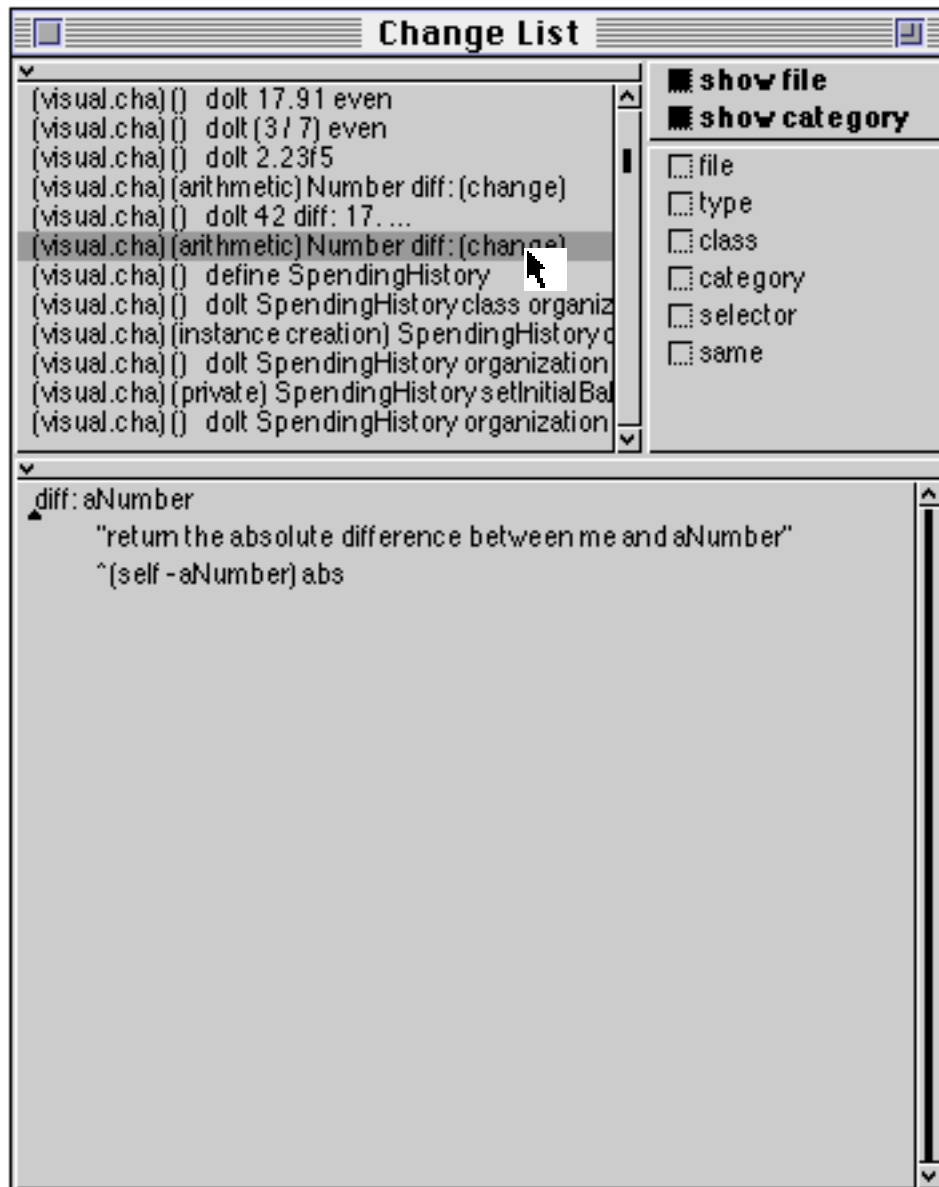 Change List
(visual.cha) () doIt 17.91 even
(visual.cha) () doIt (3 / 7) even
(visual.cha) () doIt 2.23f5
(visual.cha) (arithmetic) Number diff: (change)
(visual.cha) () doIt 42 diff: 17. ...
(visual.cha) (arithmetic) Number diff: (change)
(visual.cha) () define SpendingHistory
(visual.cha) () doIt SpendingHistory class organiz
(visual.cha) (instance creation) SpendingHistory c
(visual.cha) () doIt SpendingHistory organization
(visual.cha) (private) SpendingHistory setInitialBal
(visual.cha) () doIt SpendingHistory organization
show file
show category
file
type
class
category
selector
same
diff: aNumber
"return the absolute difference between me and aNumber"
^(self - aNumber) abs